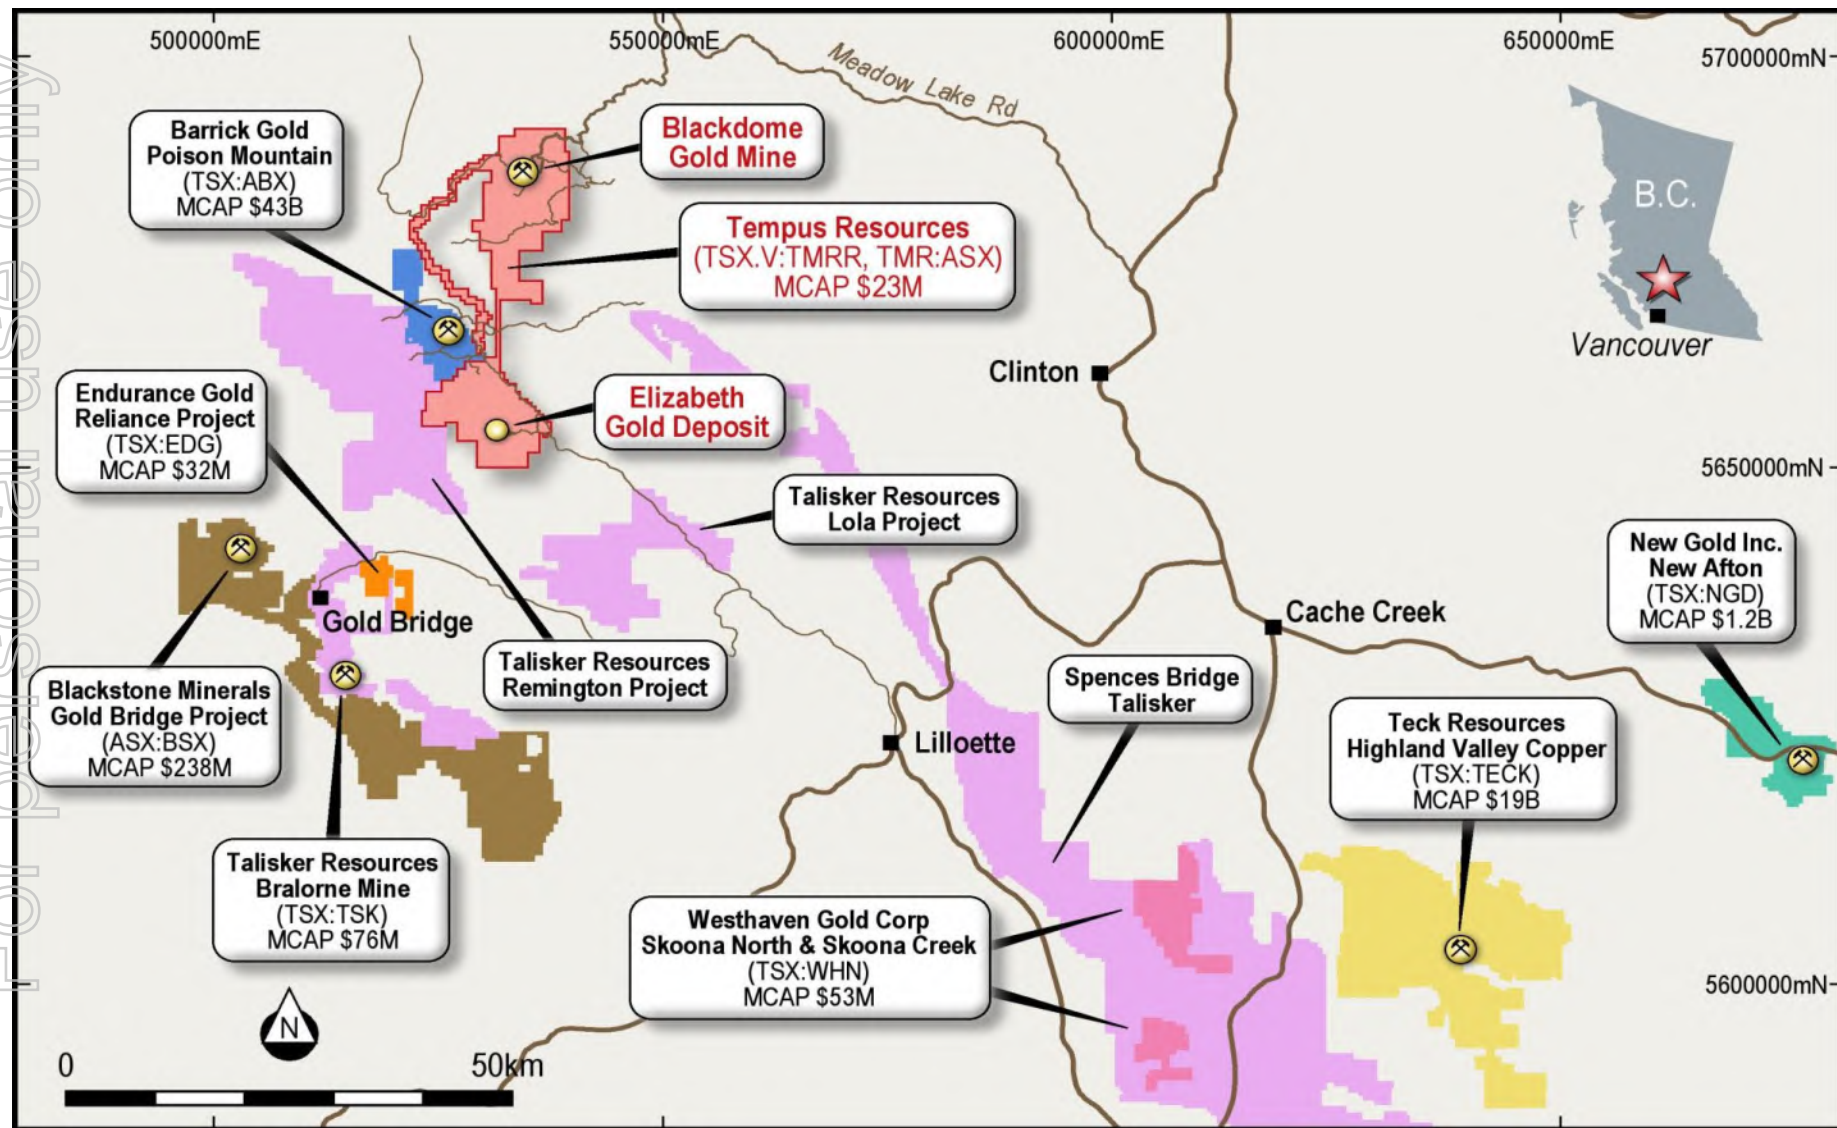 500000mE
550000mE
600000mE
650000mE
5700000mN
Meadow Lake Rd
Barrick Gold
Poison Mountain
(TSX:ABX)
MCAP $43B
Blackdome
Gold Mine
Tempus Resources
(TSX.V:TMRR, TMR:ASX)
MCAP $23M
B.C.
Vancouver
Clinton
Endurance Gold
Reliance Project
(TSX:EDG)
MCAP $32M
Elizabeth
Gold Deposit
5650000mN
Talisker Resources
Lola Project
New Gold Inc.
New Afton
(TSX:NGD)
MCAP $1.2B
Gold Bridge
Cache Creek
Talisker Resources
Remington Project
Spences Bridge
Talisker
Blackstone Minerals
Gold Bridge Project
(ASX:BSX)
MCAP $238M
Lilloette
Teck Resources
Highland Valley Copper
(TSX:TECK)
MCAP $19B
Talisker Resources
Bralorne Mine
(TSX:TSK)
MCAP $76M
Westhaven Gold Corp
Skoona North & Skoona Creek
(TSX:WHN)
MCAP $53M
5600000mN
N
0
50km
For personal use only